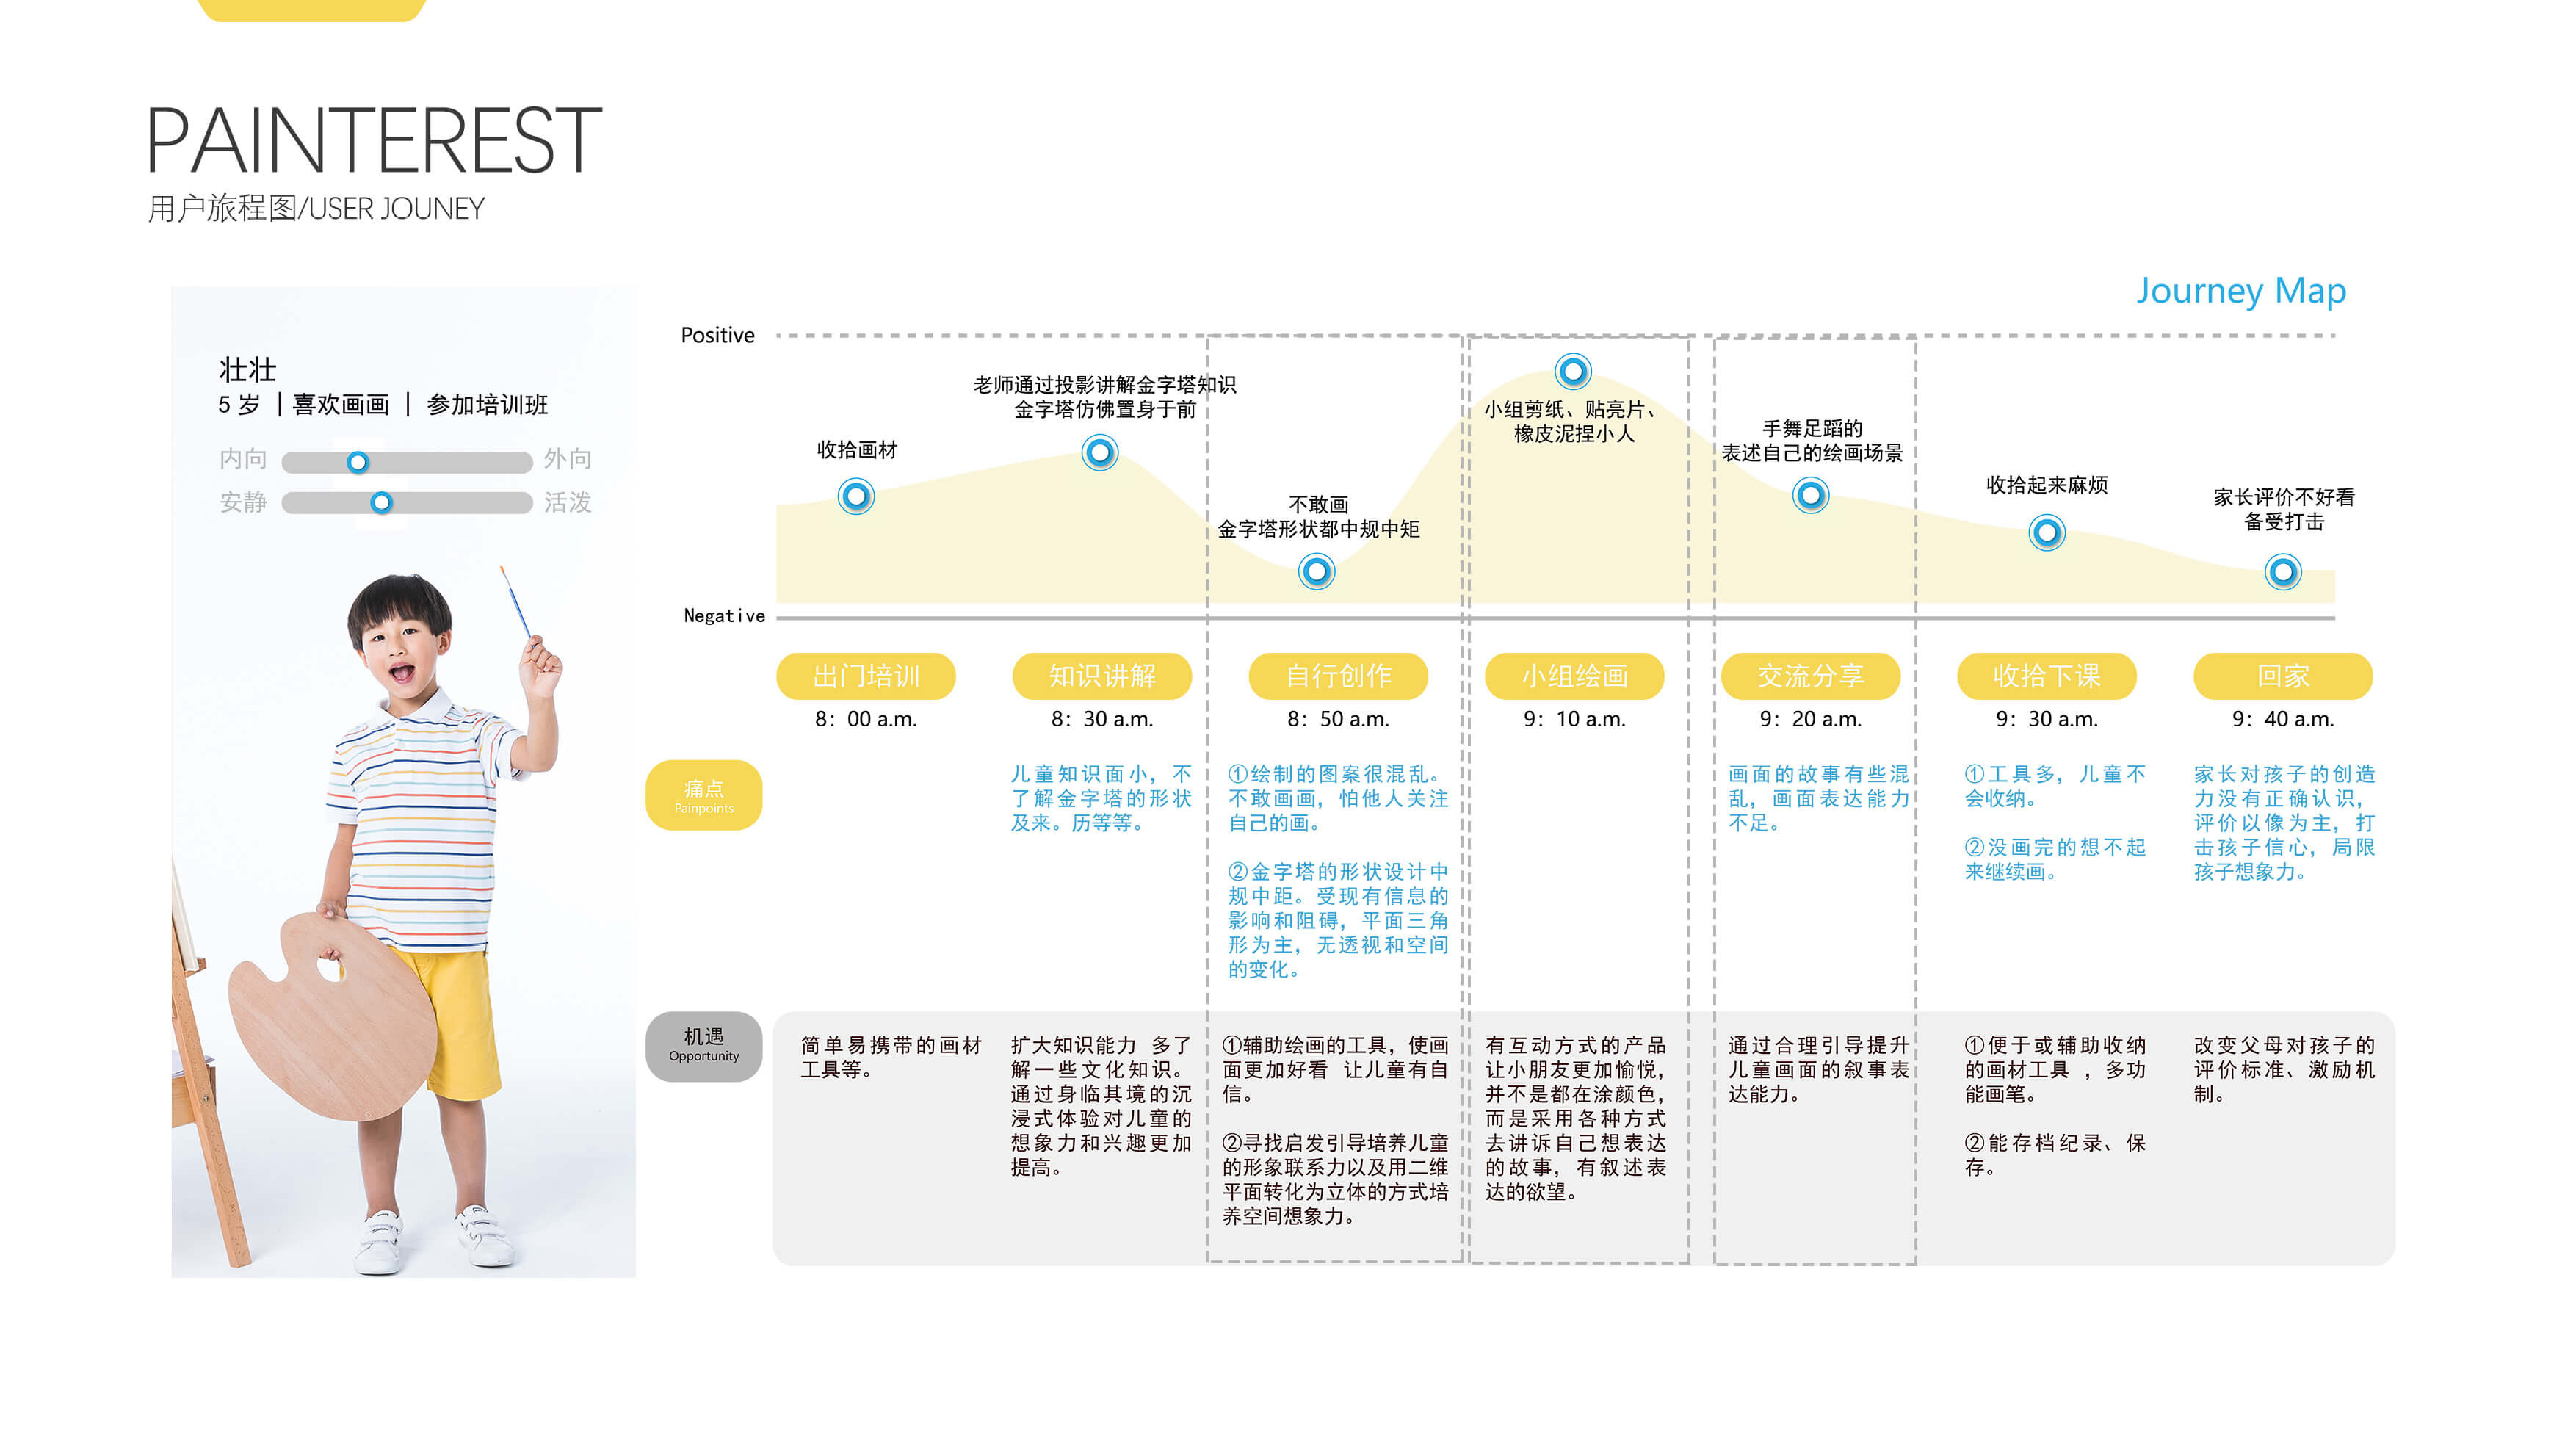 PAINTEREST
用户旅程图/USER JOUNEY
Journey Map
壮壮
5 岁 | 喜欢画画 | 参加培训班
内向 外向
安静 活泼
Positive
老师通过投影讲解金字塔知识
金字塔仿佛置身于前
收拾画材
不敢画
金字塔形状都中规中矩
小组剪纸、贴亮片、
橡皮泥捏小人
手舞足蹈的
表述自己的绘画场景
收拾起来麻烦
家长评价不好看
备受打击
Negative
出门培训
8：00 a.m.
知识讲解
8：30 a.m.
自行创作
8：50 a.m.
小组绘画
9：10 a.m.
交流分享
9：20 a.m.
收拾下课
9：30 a.m.
回家
9：40 a.m.
痛点
Painpoints
儿童知识面小，不
了解金字塔的形状
及来。历等等。
①绘制的图案很混乱。
不敢画画，怕他人关注
自己的画。
②金字塔的形状设计中
规中距。受现有信息的
影响和阻碍，平面三角
形为主，无透视和空间
的变化。
画面的故事有些混
乱，画面表达能力
不足。
①工具多，儿童不
会收纳。
②没画完的想不起
来继续画。
家长对孩子的创造
力没有正确认识，
评价以像为主，打
击孩子信心，局限
孩子想象力。
机遇
Opportunity
简单易携带的画材
工具等。
扩大知识能力 多了
解一些文化知识。
通过身临其境的沉
浸式体验对儿童的
想象力和兴趣更加
提高。
①辅助绘画的工具，使画
面更加好看 让儿童有自
信。
②寻找启发引导培养儿童
的形象联系力以及用二维
平面转化为立体的方式培
养空间想象力。
有互动方式的产品
让小朋友更加愉悦，
并不是都在涂颜色，
而是采用各种方式
去讲诉自己想表达
的故事，有叙述表
达的欲望。
通过合理引导提升
儿童画面的叙事表
达能力。
①便于或辅助收纳
的画材工具 ，多功
能画笔。
②能存档纪录、保
存。
改变父母对孩子的
评价标准、激励机
制。